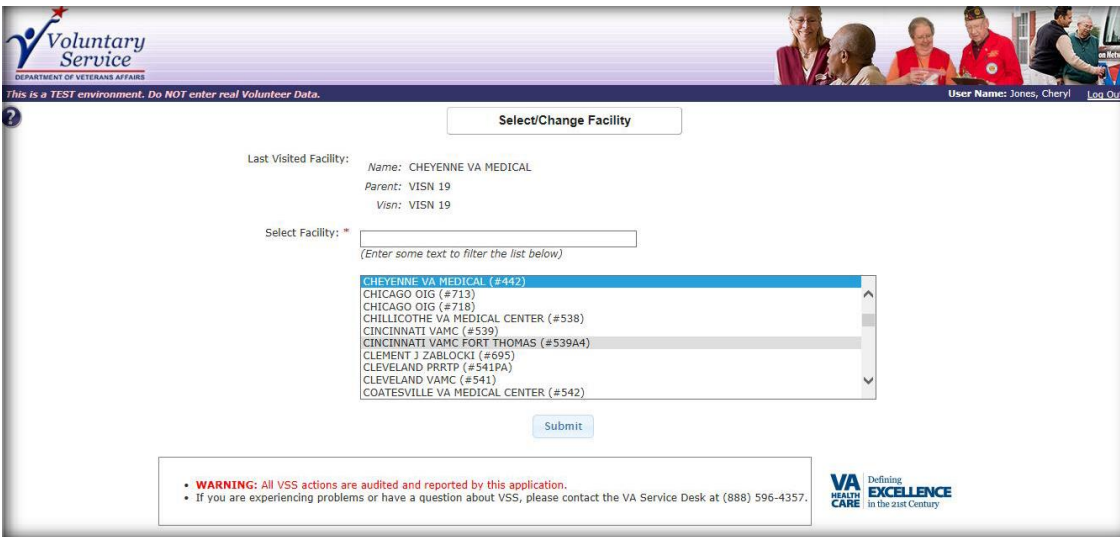 Voluntary
Service
DEPARTMENT OF VETERANS AFFAIRS
This is a TEST environment. Do NOT enter real Volunteer Data.
User Name: Jones, Cheryl Log Out
?
Select/Change Facility
Last Visited Facility:
Name: CHEYENNE VA MEDICAL
Parent: VISN 19
Visn: VISN 19
Select Facility: *
(Enter some text to filter the list below)
CHEYENNE VA MEDICAL (#442)
CHICAGO OIG (#713)
CHICAGO OIG (#718)
CHILLICOTHE VA MEDICAL CENTER (#538)
CINCINNATI VAMC (#539)
CINCINNATI VAMC FORT THOMAS (#539A4)
CLEMENT J ZABLOCKI (#695)
CLEVELAND PRRTP (#541PA)
CLEVELAND VAMC (#541)
COATESVILLE VA MEDICAL CENTER (#542)
Submit
• WARNING: All VSS actions are audited and reported by this application.
• If you are experiencing problems or have a question about VSS, please contact the VA Service Desk at (888) 596-4357.
VA
HEALTH
CARE
Defining
EXCELLENCE
in the 21st Century